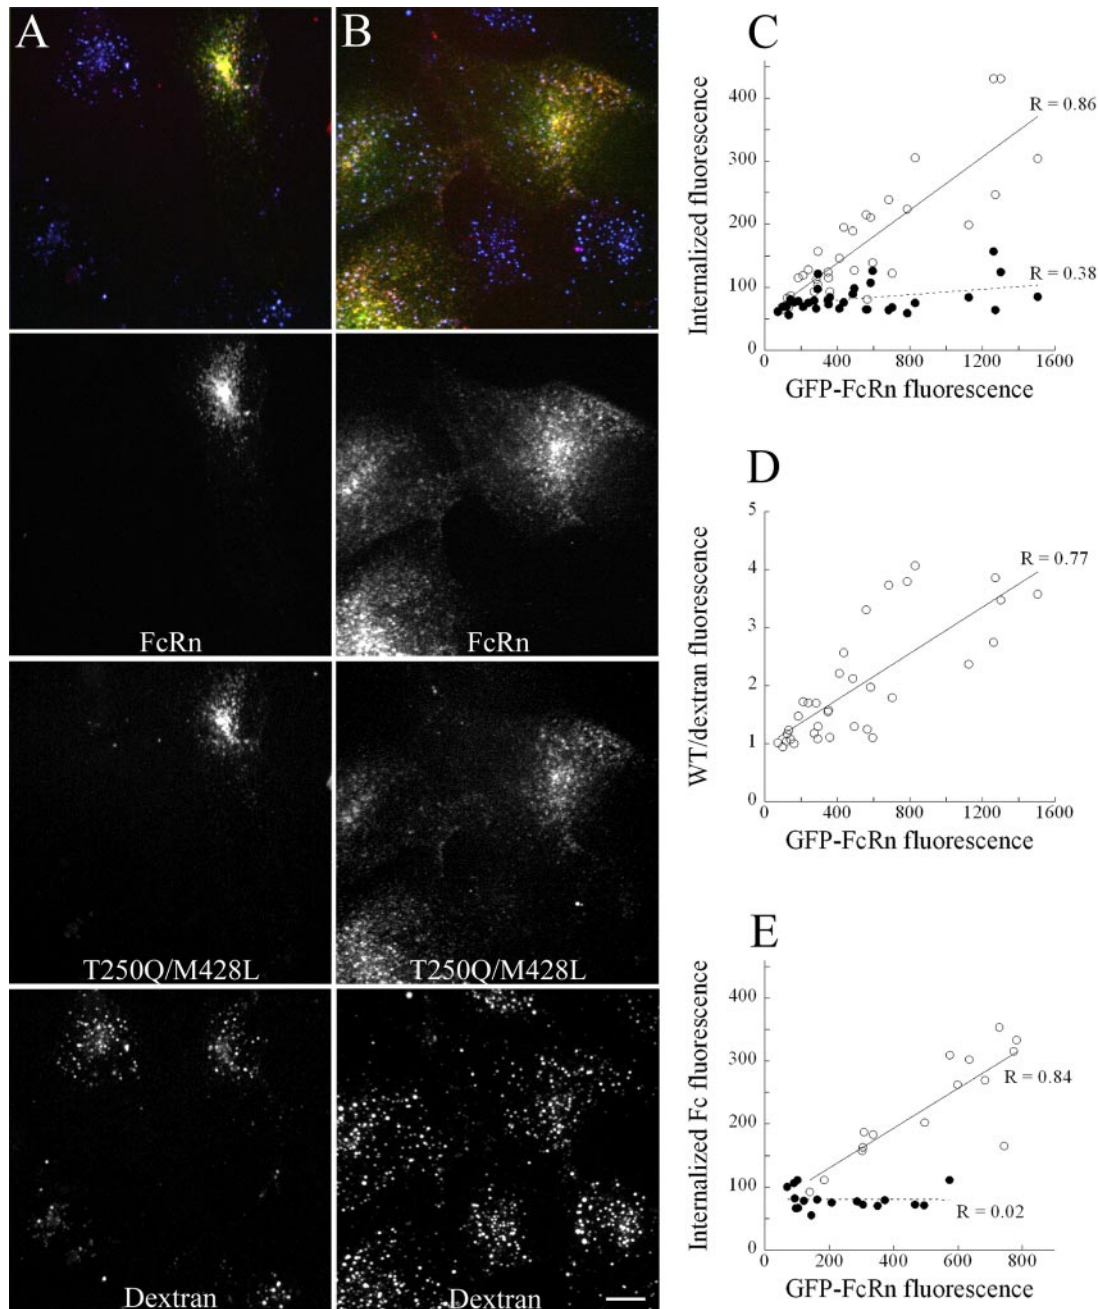 A
B
FcRn
FcRn
T250Q/M428L
T250Q/M428L
Dextran
Dextran
C
Internalized fluorescence
400
300
200
100
0
0
400
800
1200
1600
R = 0.86
R = 0.38
GFP-FcRn fluorescence
D
WT/dextran fluorescence
5
4
3
2
1
0
0
400
800
1200
1600
R = 0.77
GFP-FcRn fluorescence
E
Internalized Fc fluorescence
400
300
200
100
0
0
200
400
600
800
R = 0.84
R = 0.02
GFP-FcRn fluorescence